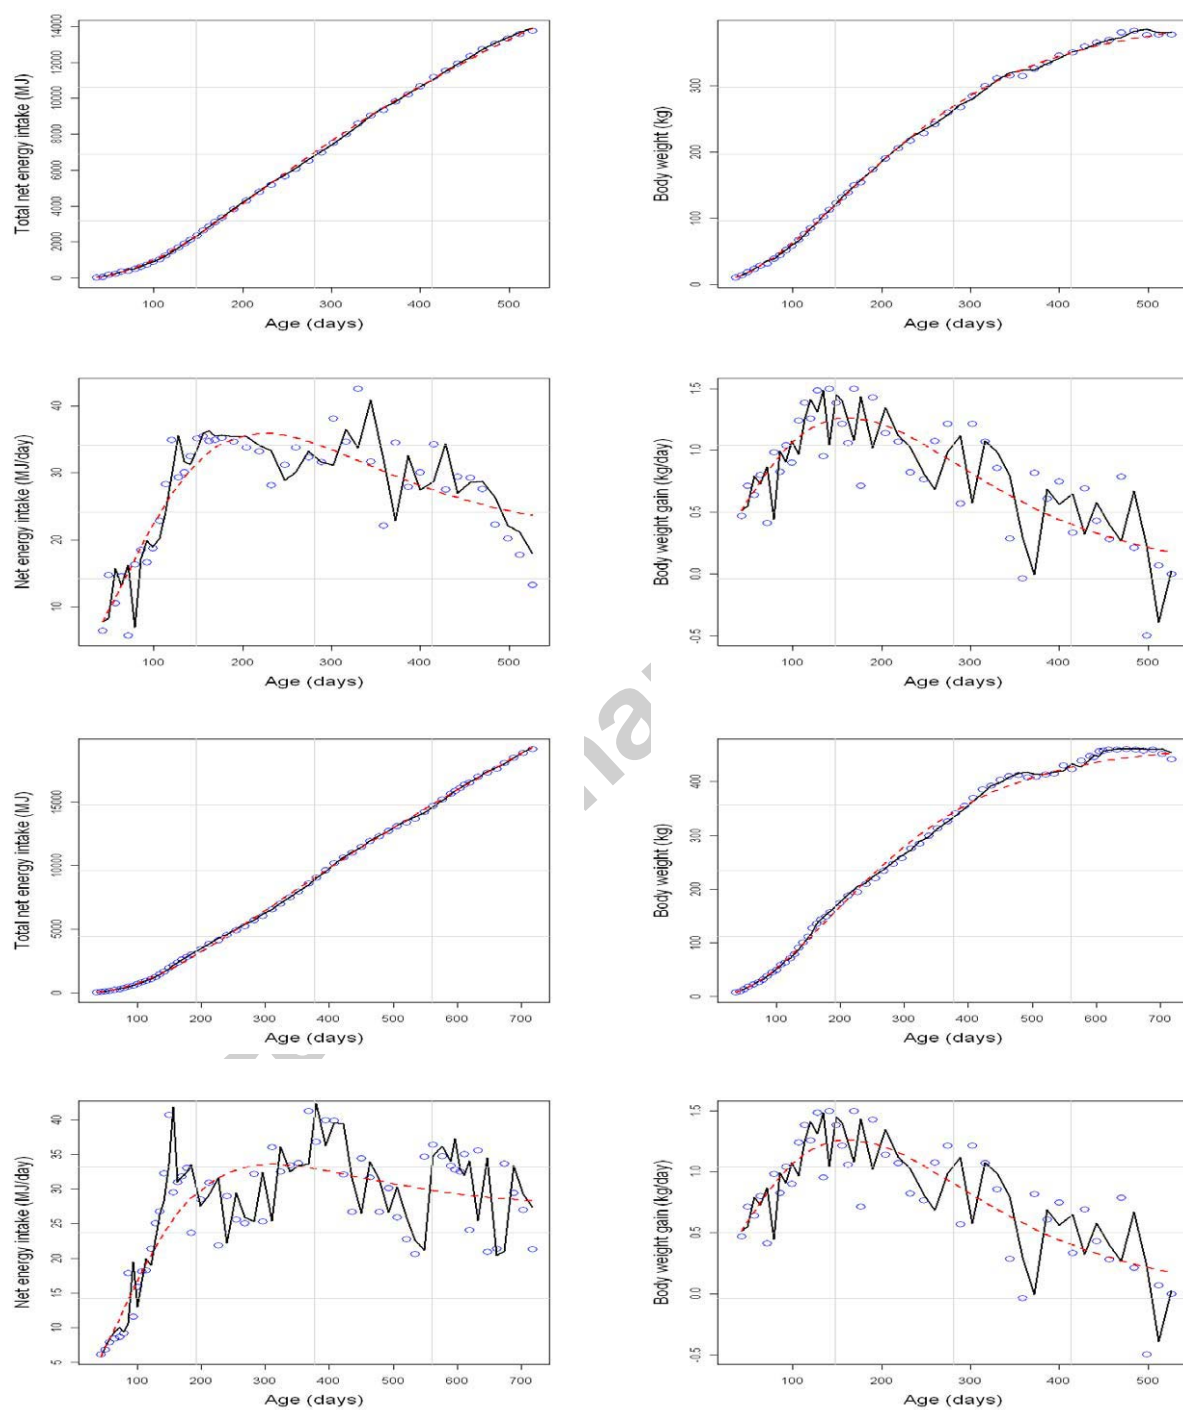 Total net energy intake (MJ)
0 2000 4000 6000 8000 10000 12000 14000
100 200 300 400 500
Age (days)
Body weight (kg)
0 100 200 300
100 200 300 400 500
Age (days)
Net energy intake (MJ/day)
10 20 30 40
100 200 300 400 500
Age (days)
Body weight gain (kg/day)
-0.5 0.0 0.5 1.0 1.5
100 200 300 400 500
Age (days)
Total net energy intake (MJ)
0 5000 10000 15000
100 200 300 400 500 600 700
Age (days)
Body weight (kg)
0 100 200 300 400
100 200 300 400 500 600 700
Age (days)
Net energy intake (MJ/day)
5 10 15 20 25 30 35 40
100 200 300 400 500 600 700
Age (days)
Body weight gain (kg/day)
-0.5 0.0 0.5 1.0 1.5
100 200 300 400 500
Age (days)